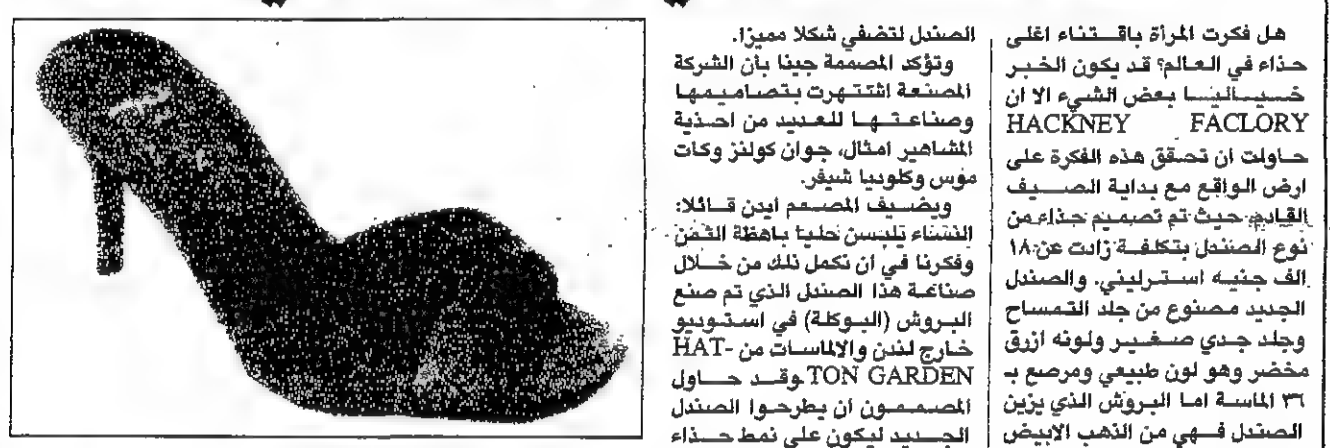 هل فكرت المرأة باقتناء اغلى
حذاء في العالم؟ قد يكون الخبر
خياليا بعض الشيء الا ان
HACKNEY FACLORY
حاولت ان تحقق هذه الفكرة على
ارض الواقع مع بداية الصيف
القادم حيث تم تصميم حذاء من
نوع الصندل بتكلفة زادت عن ١٨
الف جنيه استرليني. والصندل
الجديد مصنوع من جلد التمساح
وجلد جدي صغير ولونه ازرق
مخضر وهو لون طبيعي ومرصع بـ
٣٦ الماسة اما البروش الذي يزين
الصندل فهي من الذهب الابيض
الصندل لتضفي شكلا مميزا.
وتؤكد المصممة جينا بأن الشركة
المصنعة اشتهرت بتصاميمها
وصناعتها للعديد من احذية
المشاهير امثال، جوان كولنز وكات
موس وكلوديا شيفر.
ويضيف المصمم ايدن قائلا:
النساء يلبسن حليا باهظة الثمن
وفكرنا في ان نكمل ذلك من خلال
صناعة هذا الصندل الذي تم صنع
البروش (البوكلة) في استوديو
خارج لندن والالماسات من HAT-
TON GARDEN وقد حاول
المصممون ان يطرحوا الصندل
الجديد ليكون على نمط حذاء